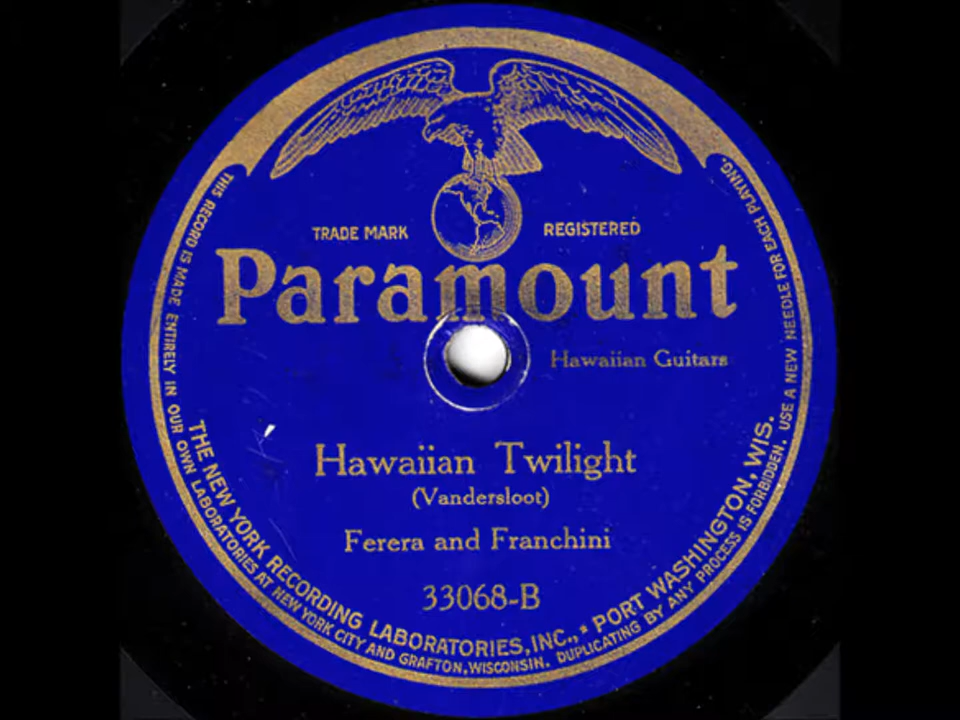 TRADE MARK REGISTERED
Paramount
Hawaiian Guitars
Hawaiian Twilight
(Vandersloot)
Ferera and Franchini
33068-B
THE NEW YORK RECORDING LABORATORIES, INC., PORT WASHINGTON, WIS.
THIS RECORD IS MADE ENTIRELY IN OUR OWN LABORATORIES AT NEW YORK CITY AND GRAFTON, WISCONSIN. DUPLICATING BY ANY PROCESS IS FORBIDDEN. USE A NEW NEEDLE FOR EACH PLAYING.